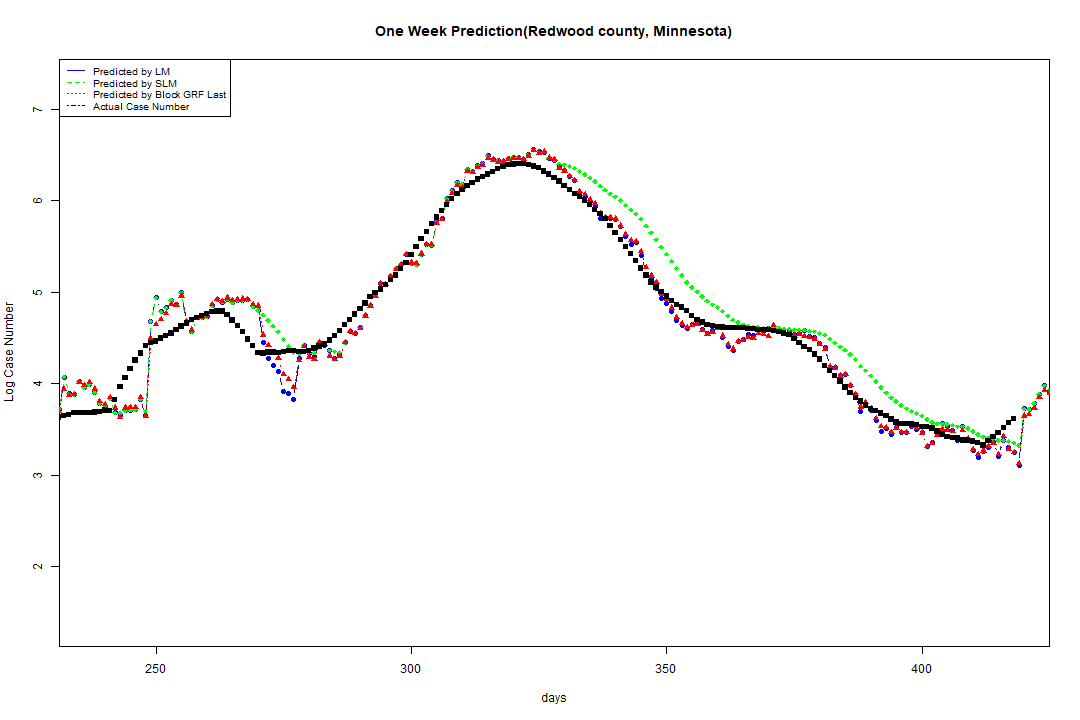 One Week Prediction(Redwood county, Minnesota)
Predicted by LM
Predicted by SLM
Predicted by Block GRF Last
Actual Case Number
7
6
5
4
3
2
Log Case Number
250 300 350 400
days